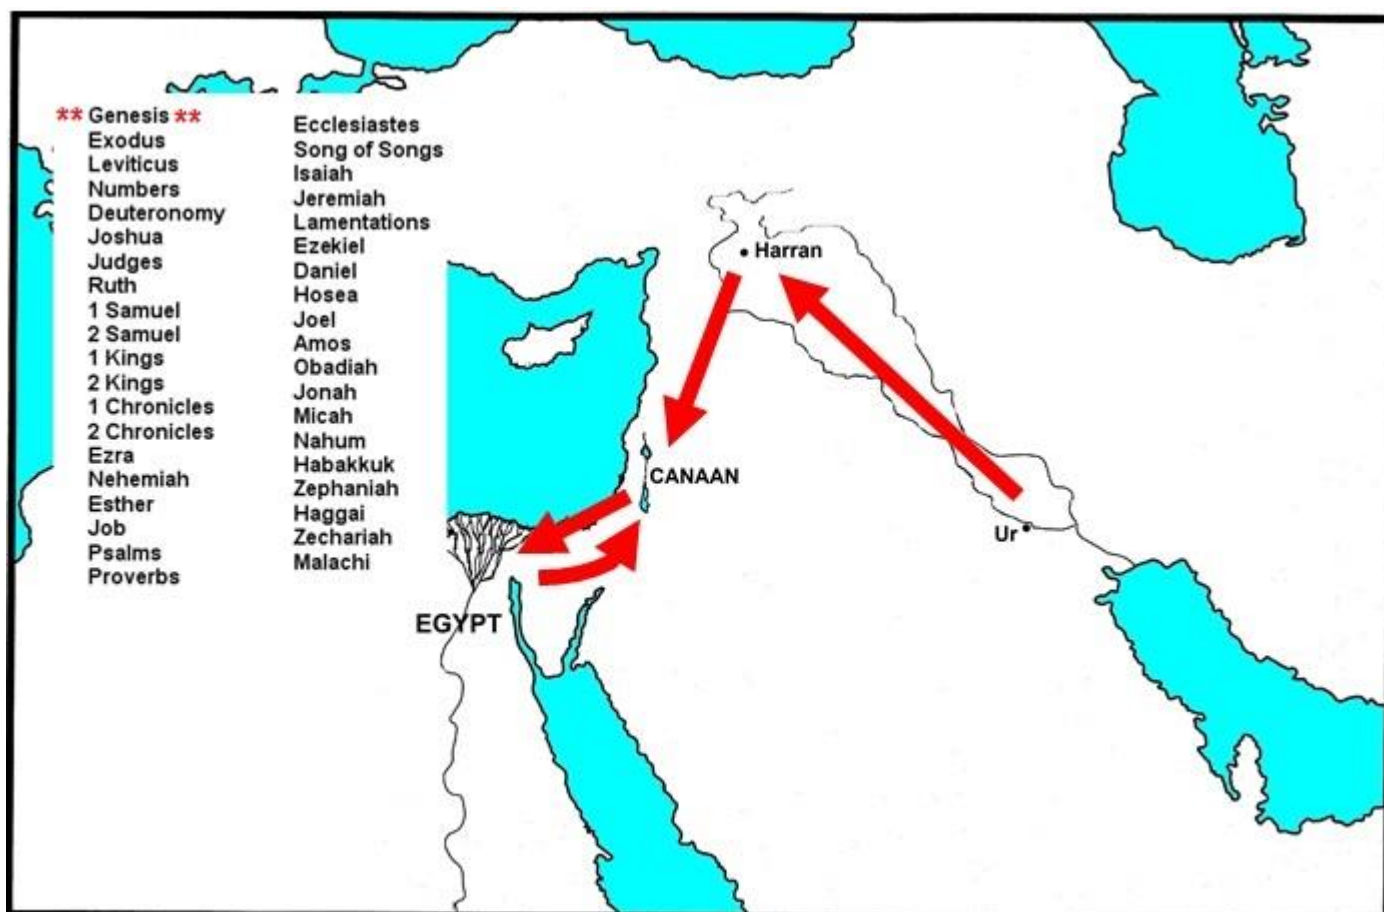 ** Genesis **
Exodus
Leviticus
Numbers
Deuteronomy
Joshua
Judges
Ruth
1 Samuel
2 Samuel
1 Kings
2 Kings
1 Chronicles
2 Chronicles
Ezra
Nehemiah
Esther
Job
Psalms
Proverbs
Ecclesiastes
Song of Songs
Isaiah
Jeremiah
Lamentations
Ezekiel
Daniel
Hosea
Joel
Amos
Obadiah
Jonah
Micah
Nahum
Habakkuk
Zephaniah
Haggai
Zechariah
Malachi
Harran
CANAAN
Ur
EGYPT